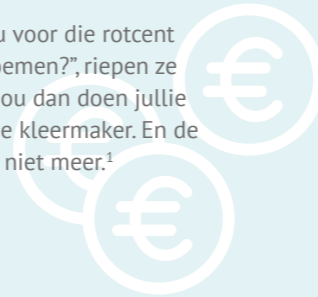 u voor die rotcent
oemen?”, riepen ze
ou dan doen jullie
e kleermaker. En de
niet meer.¹
€
€
€